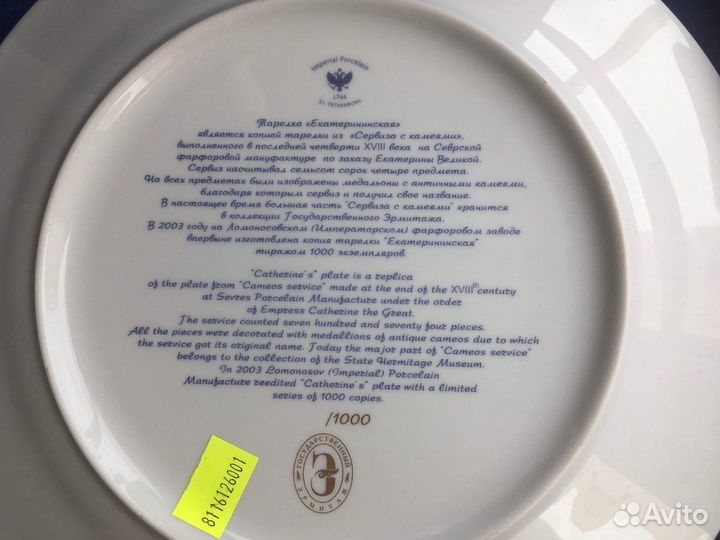 Imperial Porcelain
1744
ST. PETERSBURG
Тарелка «Екатерининская»
является копией тарелки из «Сервиза с камеями»,
выполненного в последней четверти XVIII века на Севрской
фарфоровой мануфактуре по заказу Екатерины Великой.
Сервиз насчитывал семьсот сорок четыре предмета.
На всех предметах были изображены медальоны с античными камеями,
благодаря которым сервиз и получил свое название.
В настоящее время большая часть "Сервиза с камеями" хранится
в коллекции Государственного Эрмитажа.
В 2003 году на Ломоносовском (Императорском) фарфоровом заводе
впервые изготовлена копия тарелки "Екатерининская"
тиражом 1000 экземпляров.
"Catherine's" plate is a replica
of the plate from "Cameos service" made at the end of the XVIIIth century
at Sevres Porcelain Manufacture under the order
of Empress Catherine the Great.
The service counted seven hundred and seventy four pieces.
All the pieces were decorated with medallions of antique cameos due to which
the service got its original name. Today the major part of "Cameos service"
belongs to the collection of the State Hermitage Museum.
In 2003 Lomonosov (Imperial) Porcelain
Manufacture reedited "Catherine's" plate with a limited
series of 1000 copies.
/1000
ГОСУДАРСТВЕННЫЙ
Э
ЭРМИТАЖ
8116126001
Avito